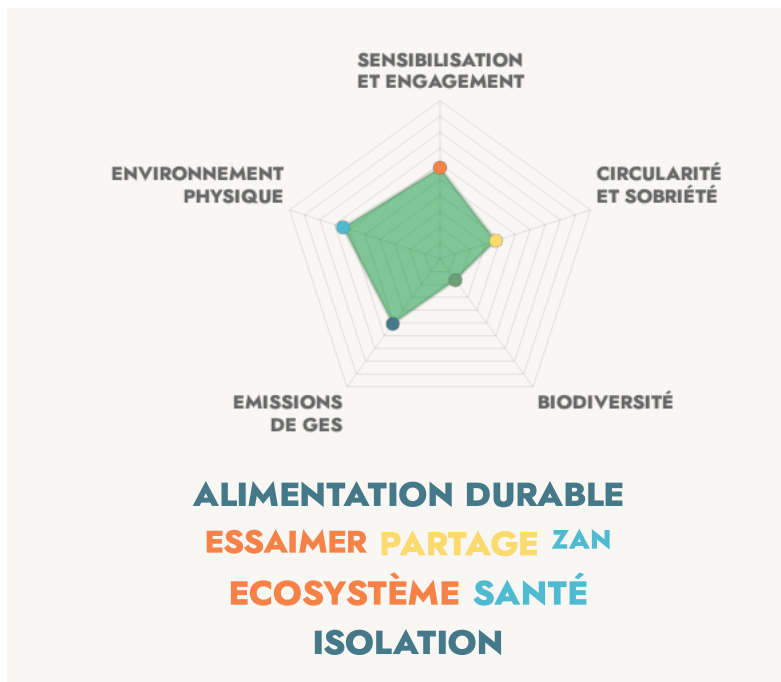 SENSIBILISATION
ET ENGAGEMENT
ENVIRONNEMENT
PHYSIQUE
CIRCULARITÉ
ET SOBRIÉTÉ
EMISSIONS
DE GES
BIODIVERSITÉ
ALIMENTATION DURABLE
ESSAIMER PARTAGE ZAN
ECOSYSTÈME SANTÉ
ISOLATION